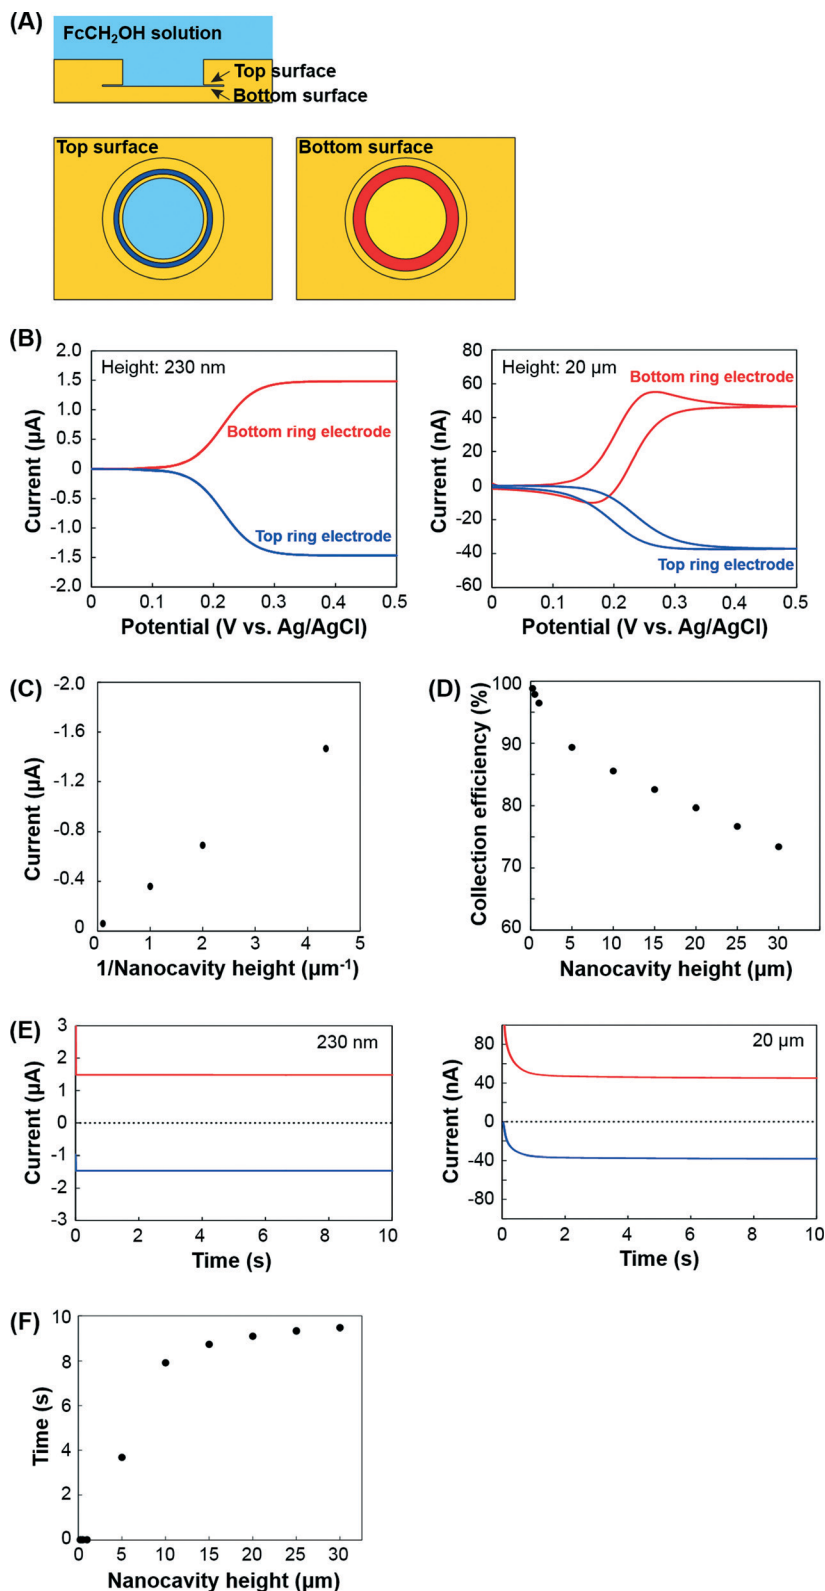 (A)
FcCH2OH solution
Top surface
Bottom surface
Top surface
Bottom surface
(B)
2.0
1.5
1.0
0.5
0
-0.5
-1.0
-1.5
-2.0
Current (µA)
Height: 230 nm
Bottom ring electrode
Top ring electrode
0 0.1 0.2 0.3 0.4 0.5
Potential (V vs. Ag/AgCl)
80
60
40
20
0
-20
-40
-60
Current (nA)
Height: 20 µm
Bottom ring electrode
Top ring electrode
0 0.1 0.2 0.3 0.4 0.5
Potential (V vs. Ag/AgCl)
(C)
-2.0
-1.6
-1.2
-0.8
-0.4
0
Current (µA)
0 1 2 3 4 5
1/Nanocavity height (µm-1)
(D)
100
90
80
70
60
Collection efficiency (%)
0 5 10 15 20 25 30
Nanocavity height (µm)
(E)
3
2
1
0
-1
-2
-3
Current (µA)
230 nm
0 2 4 6 8 10
Time (s)
80
40
0
-40
-80
Current (nA)
20 µm
0 2 4 6 8 10
Time (s)
(F)
10
8
6
4
2
0
Time (s)
0 5 10 15 20 25 30
Nanocavity height (µm)